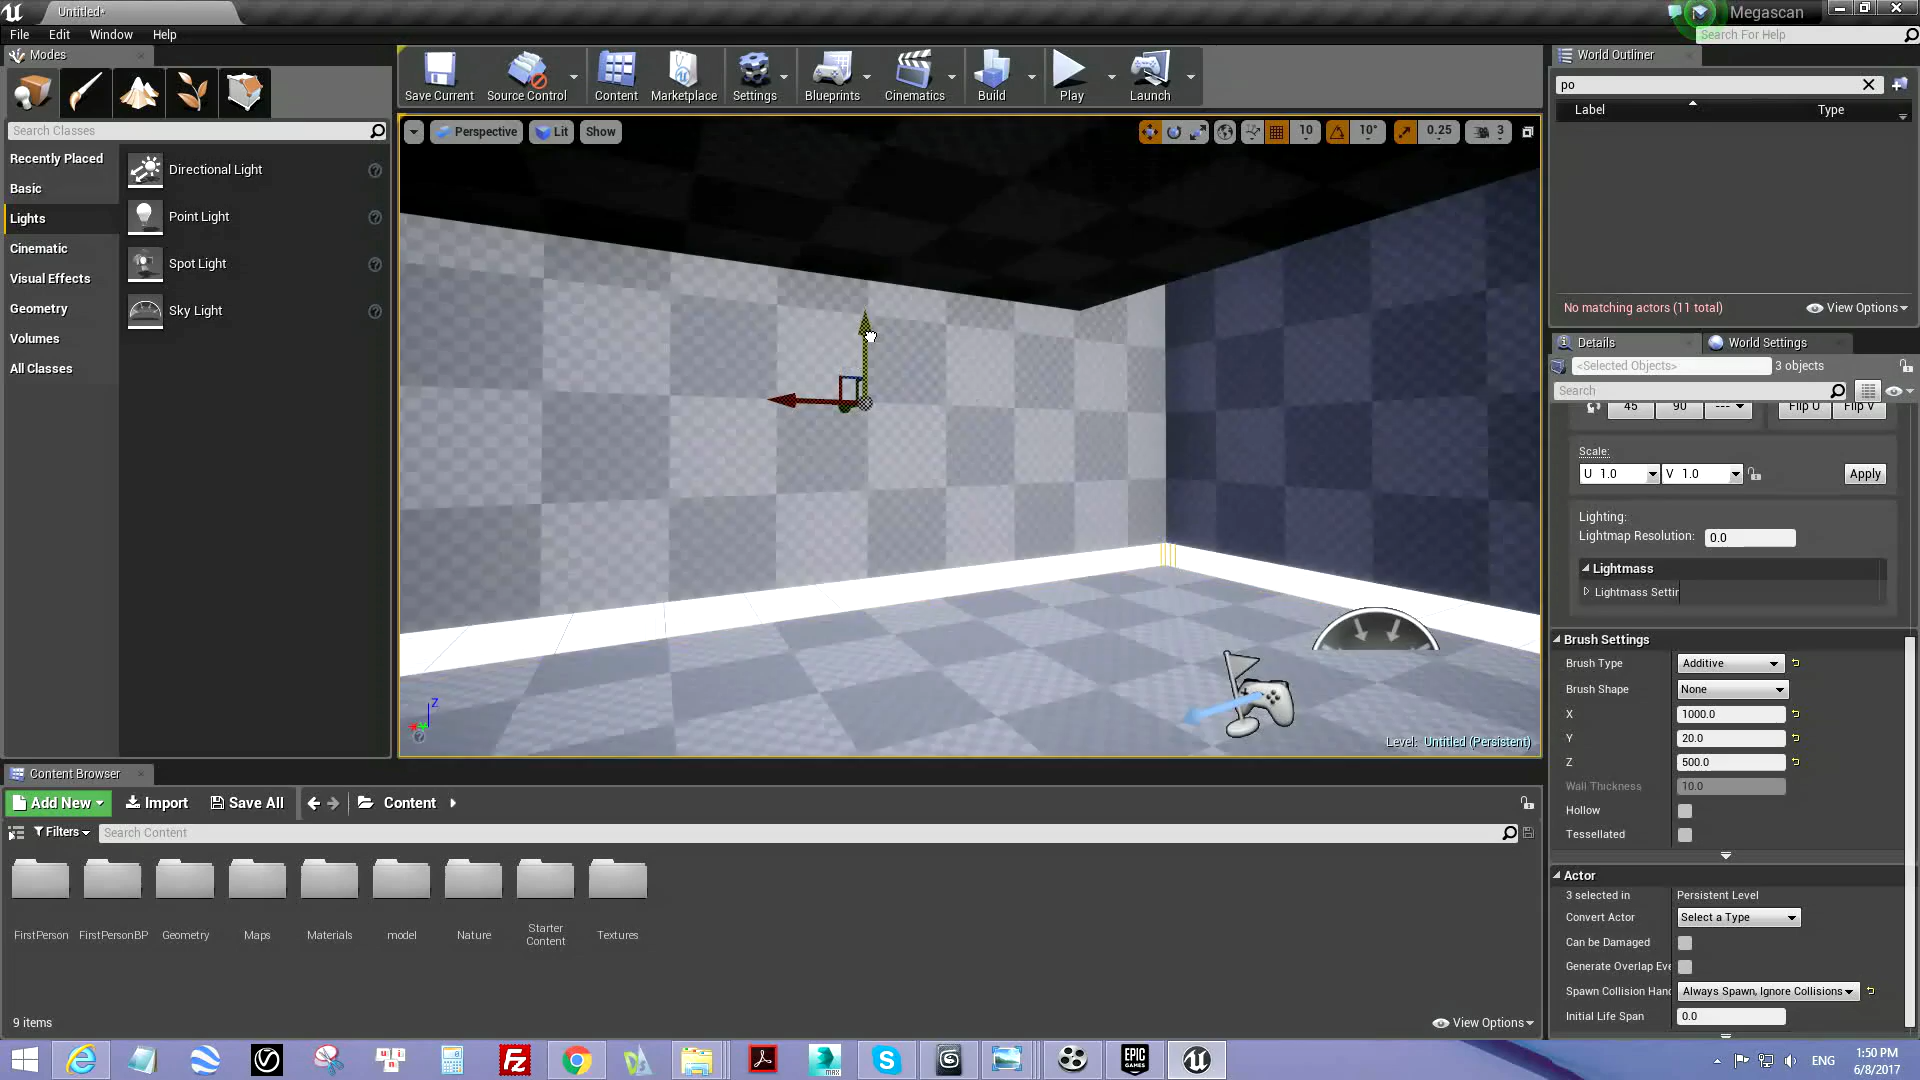 Untitled*
Megascan
File Edit Window Help
Search For Help
Modes
Search Classes
Recently Placed
Basic
Lights
Cinematic
Visual Effects
Geometry
Volumes
All Classes
Directional Light
Point Light
Spot Light
Sky Light
Save Current Source Control Content Marketplace Settings Blueprints Cinematics Build Play Launch
Perspective Lit Show
10 10° 0.25 3
Z
Level: Untitled (Persistent)
World Outliner
po
Label Type
No matching actors (11 total) View Options
Details World Settings
<Selected Objects> 3 objects
Search
45 90 --- Flip U Flip V
Scale:
U 1.0 V 1.0 Apply
Lighting:
Lightmap Resolution: 0.0
Lightmass
Lightmass Settin
Brush Settings
Brush Type Additive
Brush Shape None
X 1000.0
Y 20.0
Z 500.0
Wall Thickness 10.0
Hollow
Tessellated
Actor
3 selected in Persistent Level
Convert Actor Select a Type
Can be Damaged
Generate Overlap Eve
Spawn Collision Hand Always Spawn, Ignore Collisions
Initial Life Span 0.0
Content Browser
Add New Import Save All Content
Filters Search Content
FirstPerson FirstPersonBP Geometry Maps Materials model Nature Starter Content Textures
9 items View Options
ENG 1:50 PM
6/8/2017